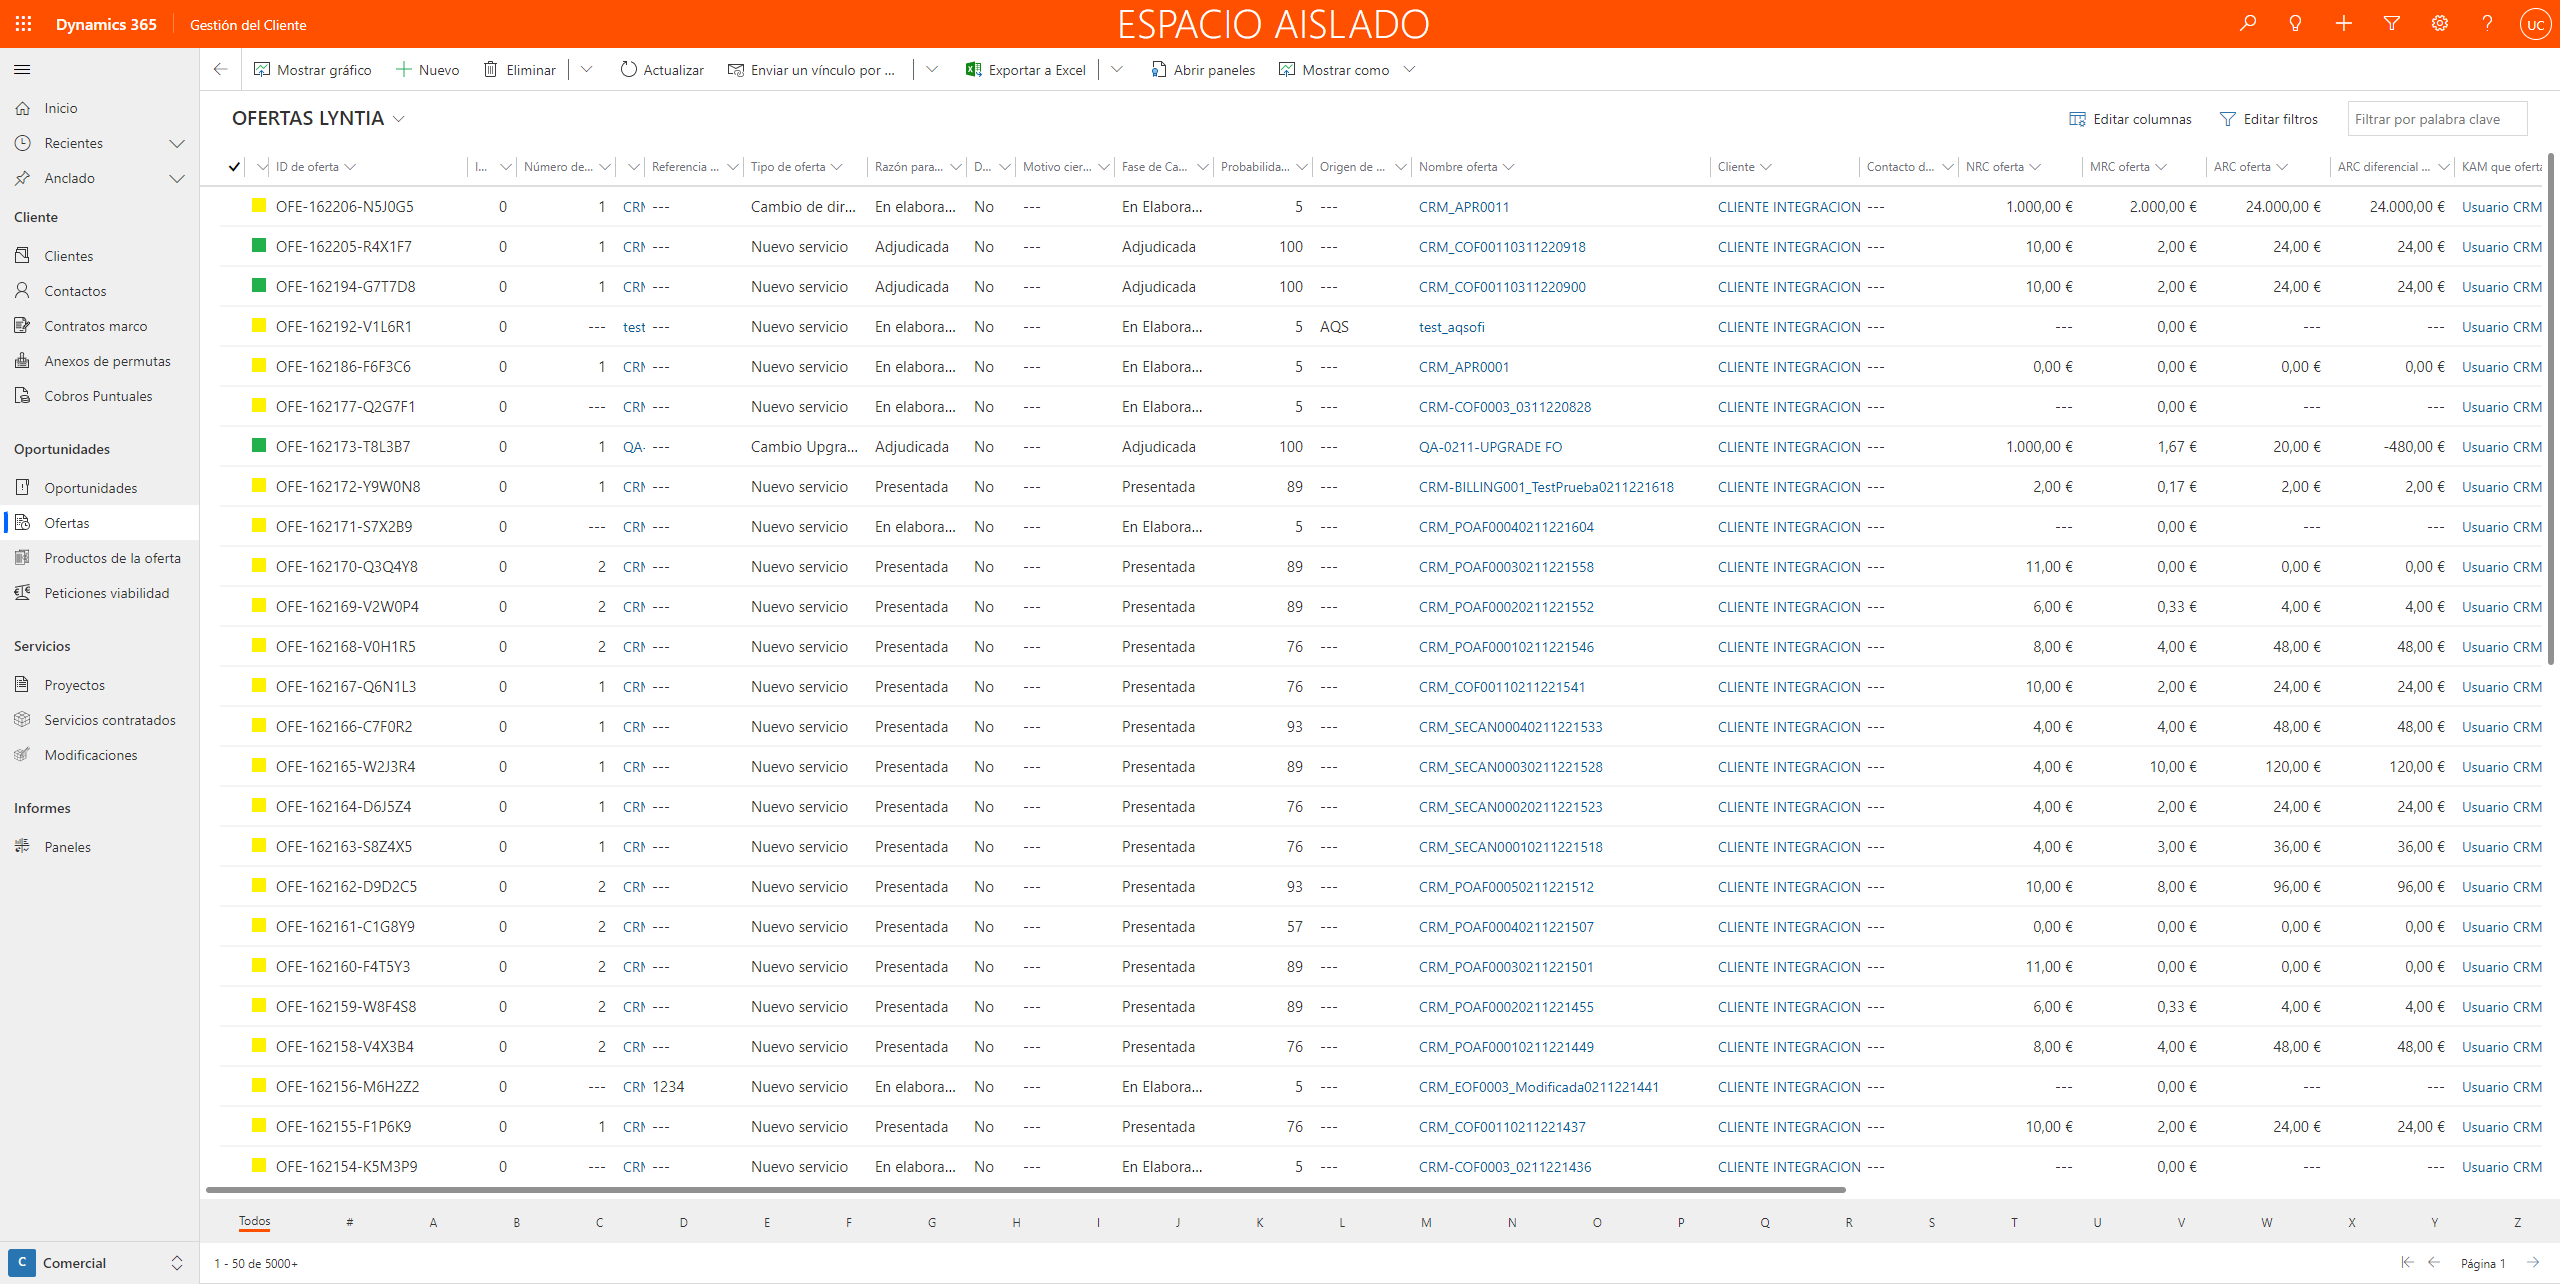 Dynamics 365 Gestión del Cliente ESPACIO AISLADO UC
Mostrar gráfico Nuevo Eliminar Actualizar Enviar un vínculo por ... Exportar a Excel Abrir paneles Mostrar como
Inicio
Recientes
Anclado
Cliente
Clientes
Contactos
Contratos marco
Anexos de permutas
Cobros Puntuales
Oportunidades
Oportunidades
Ofertas
Productos de la oferta
Peticiones viabilidad
Servicios
Proyectos
Servicios contratados
Modificaciones
Informes
Paneles
C Comercial
OFERTAS LYNTIA Editar columnas Editar filtros Filtrar por palabra clave
ID de oferta I... Número de... Referencia ... Tipo de oferta Razón para... D... Motivo cier... Fase de Ca... Probabilida... Origen de ... Nombre oferta Cliente Contacto d... NRC oferta MRC oferta ARC oferta ARC diferencial ... KAM que oferta
OFE-162206-N5J0G5 0 1 CRM --- Cambio de dir... En elabora... No --- En Elabora... 5 --- CRM_APR0011 CLIENTE INTEGRACION --- 1.000,00 € 2.000,00 € 24.000,00 € 24.000,00 € Usuario CRM
OFE-162205-R4X1F7 0 1 CRM --- Nuevo servicio Adjudicada No --- Adjudicada 100 --- CRM_COF00110311220918 CLIENTE INTEGRACION --- 10,00 € 2,00 € 24,00 € 24,00 € Usuario CRM
OFE-162194-G7T7D8 0 1 CRM --- Nuevo servicio Adjudicada No --- Adjudicada 100 --- CRM_COF00110311220900 CLIENTE INTEGRACION --- 10,00 € 2,00 € 24,00 € 24,00 € Usuario CRM
OFE-162192-V1L6R1 0 --- test --- Nuevo servicio En elabora... No --- En Elabora... 5 AQS test_aqsofi CLIENTE INTEGRACION --- --- 0,00 € --- --- Usuario CRM
OFE-162186-F6F3C6 0 1 CRM --- Nuevo servicio En elabora... No --- En Elabora... 5 --- CRM_APR0001 CLIENTE INTEGRACION --- 0,00 € 0,00 € 0,00 € 0,00 € Usuario CRM
OFE-162177-Q2G7F1 0 --- CRM --- Nuevo servicio En elabora... No --- En Elabora... 5 --- CRM-COF0003_0311220828 CLIENTE INTEGRACION --- --- 0,00 € --- --- Usuario CRM
OFE-162173-T8L3B7 0 1 QA- --- Cambio Upgra... Adjudicada No --- Adjudicada 100 --- QA-0211-UPGRADE FO CLIENTE INTEGRACION --- 1.000,00 € 1,67 € 20,00 € -480,00 € Usuario CRM
OFE-162172-Y9W0N8 0 1 CRM --- Nuevo servicio Presentada No --- Presentada 89 --- CRM-BILLING001_TestPrueba0211221618 CLIENTE INTEGRACION --- 2,00 € 0,17 € 2,00 € 2,00 € Usuario CRM
OFE-162171-S7X2B9 0 --- CRM --- Nuevo servicio En elabora... No --- En Elabora... 5 --- CRM_POAF00040211221604 CLIENTE INTEGRACION --- --- 0,00 € --- --- Usuario CRM
OFE-162170-Q3Q4Y8 0 2 CRM --- Nuevo servicio Presentada No --- Presentada 89 --- CRM_POAF00030211221558 CLIENTE INTEGRACION --- 11,00 € 0,00 € 0,00 € 0,00 € Usuario CRM
OFE-162169-V2W0P4 0 2 CRM --- Nuevo servicio Presentada No --- Presentada 89 --- CRM_POAF00020211221552 CLIENTE INTEGRACION --- 6,00 € 0,33 € 4,00 € 4,00 € Usuario CRM
OFE-162168-V0H1R5 0 2 CRM --- Nuevo servicio Presentada No --- Presentada 76 --- CRM_POAF00010211221546 CLIENTE INTEGRACION --- 8,00 € 4,00 € 48,00 € 48,00 € Usuario CRM
OFE-162167-Q6N1L3 0 1 CRM --- Nuevo servicio Presentada No --- Presentada 76 --- CRM_COF00110211221541 CLIENTE INTEGRACION --- 10,00 € 2,00 € 24,00 € 24,00 € Usuario CRM
OFE-162166-C7F0R2 0 1 CRM --- Nuevo servicio Presentada No --- Presentada 93 --- CRM_SECAN00040211221533 CLIENTE INTEGRACION --- 4,00 € 4,00 € 48,00 € 48,00 € Usuario CRM
OFE-162165-W2J3R4 0 1 CRM --- Nuevo servicio Presentada No --- Presentada 89 --- CRM_SECAN00030211221528 CLIENTE INTEGRACION --- 4,00 € 10,00 € 120,00 € 120,00 € Usuario CRM
OFE-162164-D6J5Z4 0 1 CRM --- Nuevo servicio Presentada No --- Presentada 76 --- CRM_SECAN00020211221523 CLIENTE INTEGRACION --- 4,00 € 2,00 € 24,00 € 24,00 € Usuario CRM
OFE-162163-S8Z4X5 0 1 CRM --- Nuevo servicio Presentada No --- Presentada 76 --- CRM_SECAN00010211221518 CLIENTE INTEGRACION --- 4,00 € 3,00 € 36,00 € 36,00 € Usuario CRM
OFE-162162-D9D2C5 0 2 CRM --- Nuevo servicio Presentada No --- Presentada 93 --- CRM_POAF00050211221512 CLIENTE INTEGRACION --- 10,00 € 8,00 € 96,00 € 96,00 € Usuario CRM
OFE-162161-C1G8Y9 0 2 CRM --- Nuevo servicio Presentada No --- Presentada 57 --- CRM_POAF00040211221507 CLIENTE INTEGRACION --- 0,00 € 0,00 € 0,00 € 0,00 € Usuario CRM
OFE-162160-F4T5Y3 0 2 CRM --- Nuevo servicio Presentada No --- Presentada 89 --- CRM_POAF00030211221501 CLIENTE INTEGRACION --- 11,00 € 0,00 € 0,00 € 0,00 € Usuario CRM
OFE-162159-W8F4S8 0 2 CRM --- Nuevo servicio Presentada No --- Presentada 89 --- CRM_POAF00020211221455 CLIENTE INTEGRACION --- 6,00 € 0,33 € 4,00 € 4,00 € Usuario CRM
OFE-162158-V4X3B4 0 2 CRM --- Nuevo servicio Presentada No --- Presentada 76 --- CRM_POAF00010211221449 CLIENTE INTEGRACION --- 8,00 € 4,00 € 48,00 € 48,00 € Usuario CRM
OFE-162156-M6H2Z2 0 --- CRM 1234 Nuevo servicio En elabora... No --- En Elabora... 5 --- CRM_EOF0003_Modificada0211221441 CLIENTE INTEGRACION --- --- 0,00 € --- --- Usuario CRM
OFE-162155-F1P6K9 0 1 CRM --- Nuevo servicio Presentada No --- Presentada 76 --- CRM_COF00110211221437 CLIENTE INTEGRACION --- 10,00 € 2,00 € 24,00 € 24,00 € Usuario CRM
OFE-162154-K5M3P9 0 --- CRM --- Nuevo servicio En elabora... No --- En Elabora... 5 --- CRM-COF0003_0211221436 CLIENTE INTEGRACION --- --- 0,00 € --- --- Usuario CRM
Todos # A B C D E F G H I J K L M N O P Q R S T U V W X Y Z
1 - 50 de 5000+ Página 1